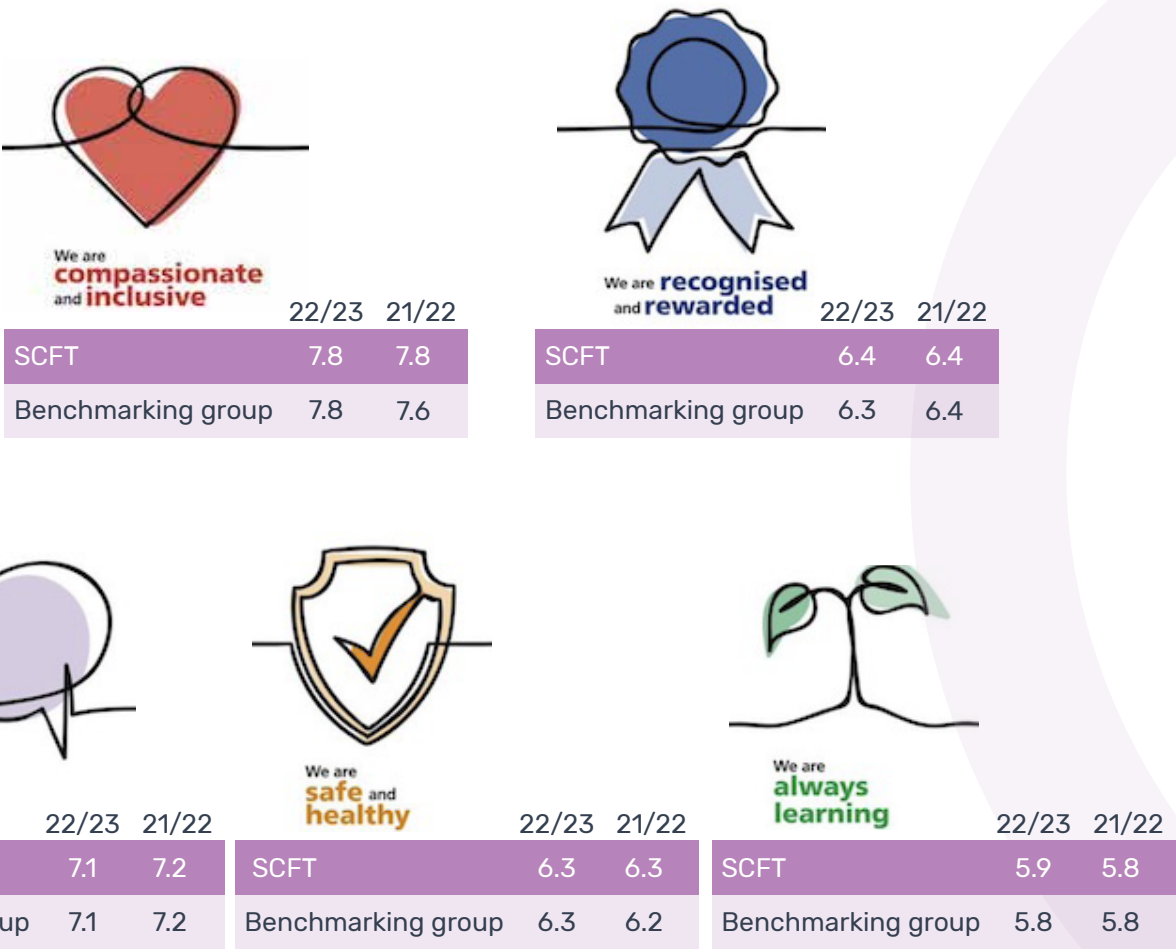 We are
compassionate
and inclusive
22/23 21/22
SCFT 7.8 7.8
Benchmarking group 7.8 7.6
We are recognised
and rewarded
22/23 21/22
SCFT 6.4 6.4
Benchmarking group 6.3 6.4
22/23 21/22
7.1 7.2
up 7.1 7.2
We are
safe and
healthy
22/23 21/22
SCFT 6.3 6.3
Benchmarking group 6.3 6.2
We are
always
learning
22/23 21/22
SCFT 5.9 5.8
Benchmarking group 5.8 5.8